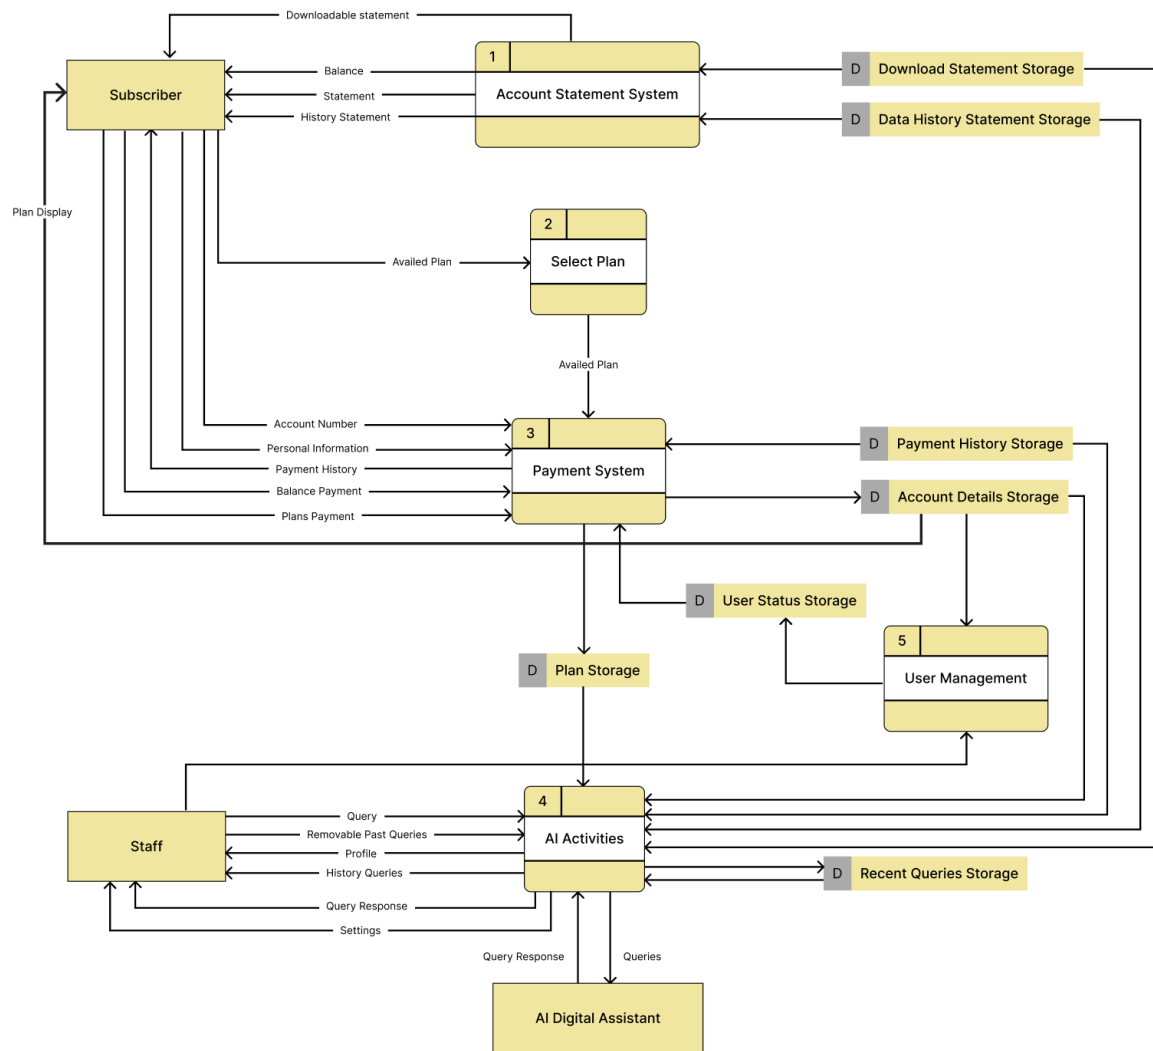 Downloadable statement
1
Account Statement System
Subscriber
Balance
Statement
History Statement
D
Download Statement Storage
D
Data History Statement Storage
Plan Display
2
Select Plan
Availed Plan
Availed Plan
3
Payment System
Account Number
Personal Information
Payment History
Balance Payment
Plans Payment
D
Payment History Storage
D
Account Details Storage
D
User Status Storage
5
User Management
D
Plan Storage
4
AI Activities
Staff
Query
Removable Past Queries
Profile
History Queries
Query Response
Settings
D
Recent Queries Storage
Query Response
Queries
AI Digital Assistant